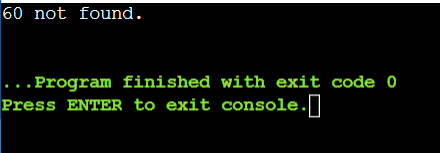 60 not found.
...Program finished with exit code 0
Press ENTER to exit console.